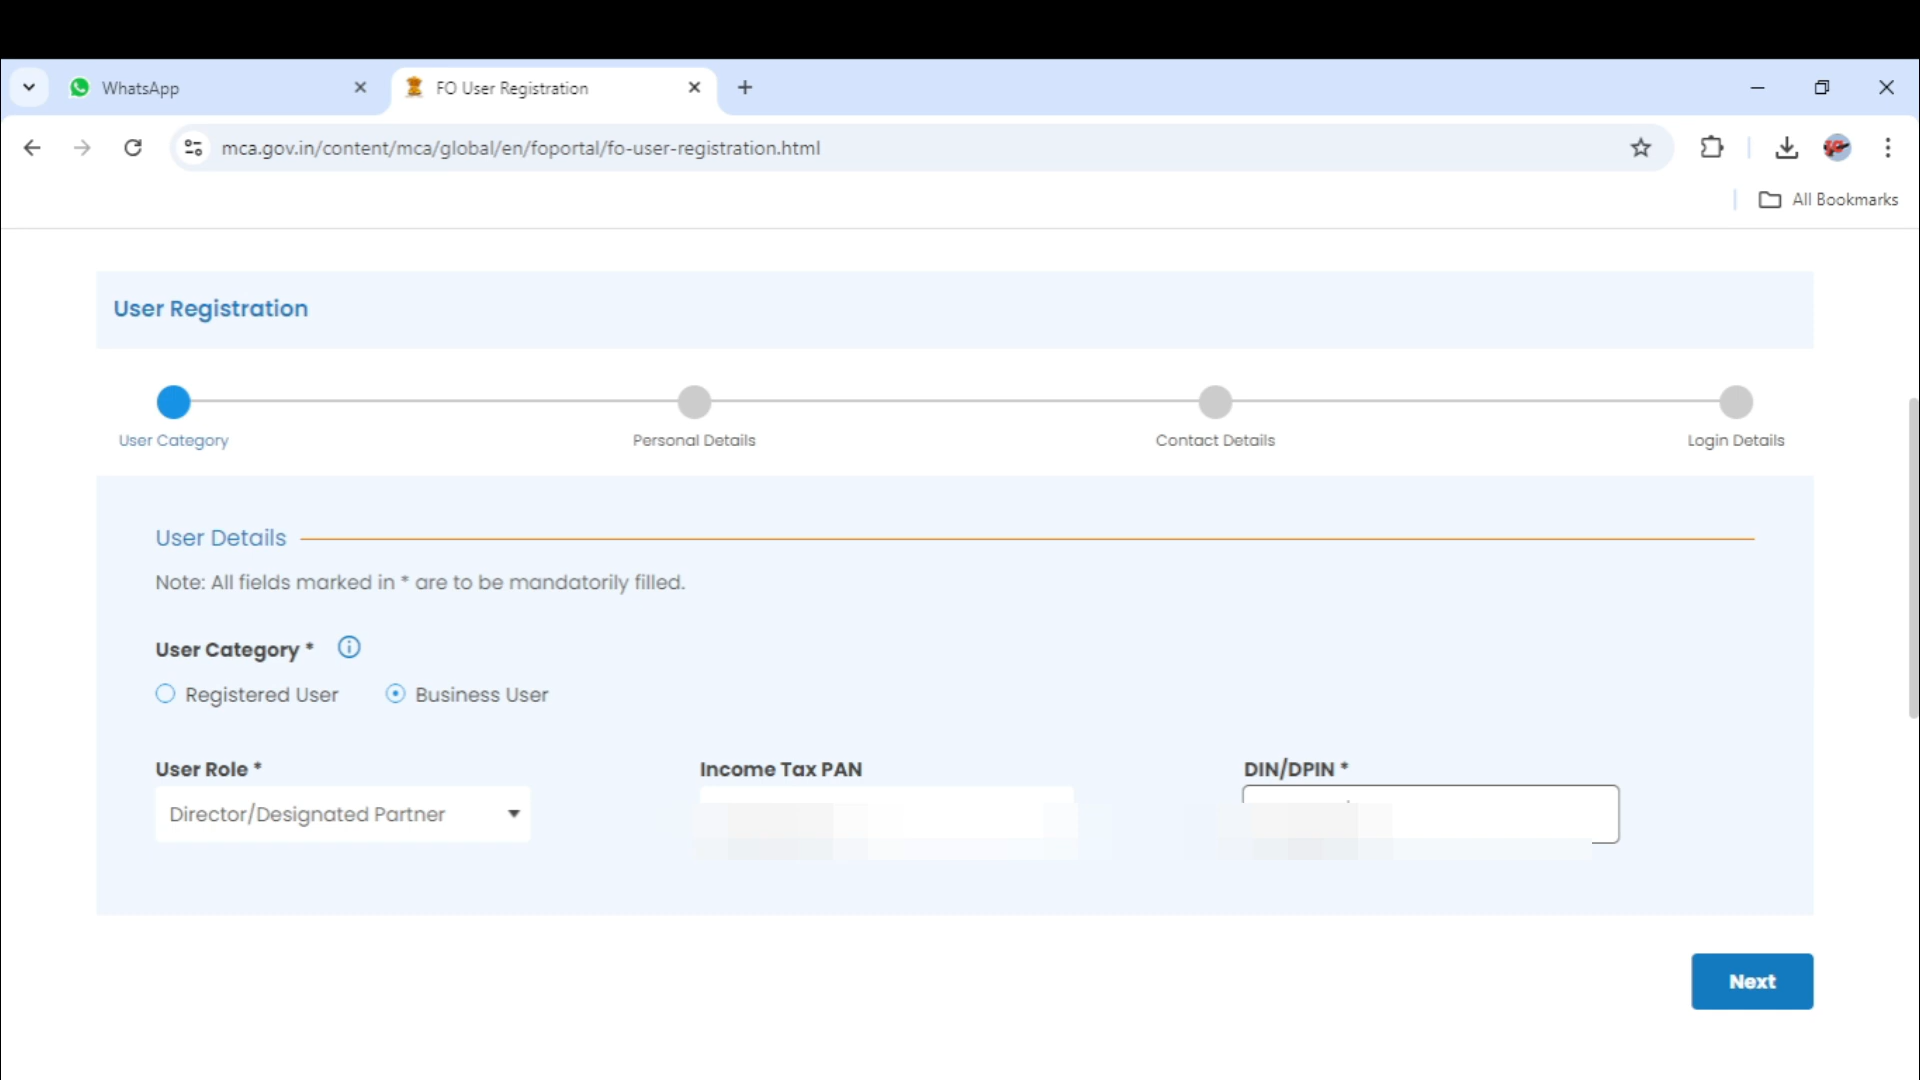 WhatsApp
FO User Registration
mca.gov.in/content/mca/global/en/foportal/fo-user-registration.html
All Bookmarks
User Registration
User Category
Personal Details
Contact Details
Login Details
User Details
Note: All fields marked in * are to be mandatorily filled.
User Category *
Registered User
Business User
User Role *
Income Tax PAN
DIN/DPIN *
Director/Designated Partner
Next